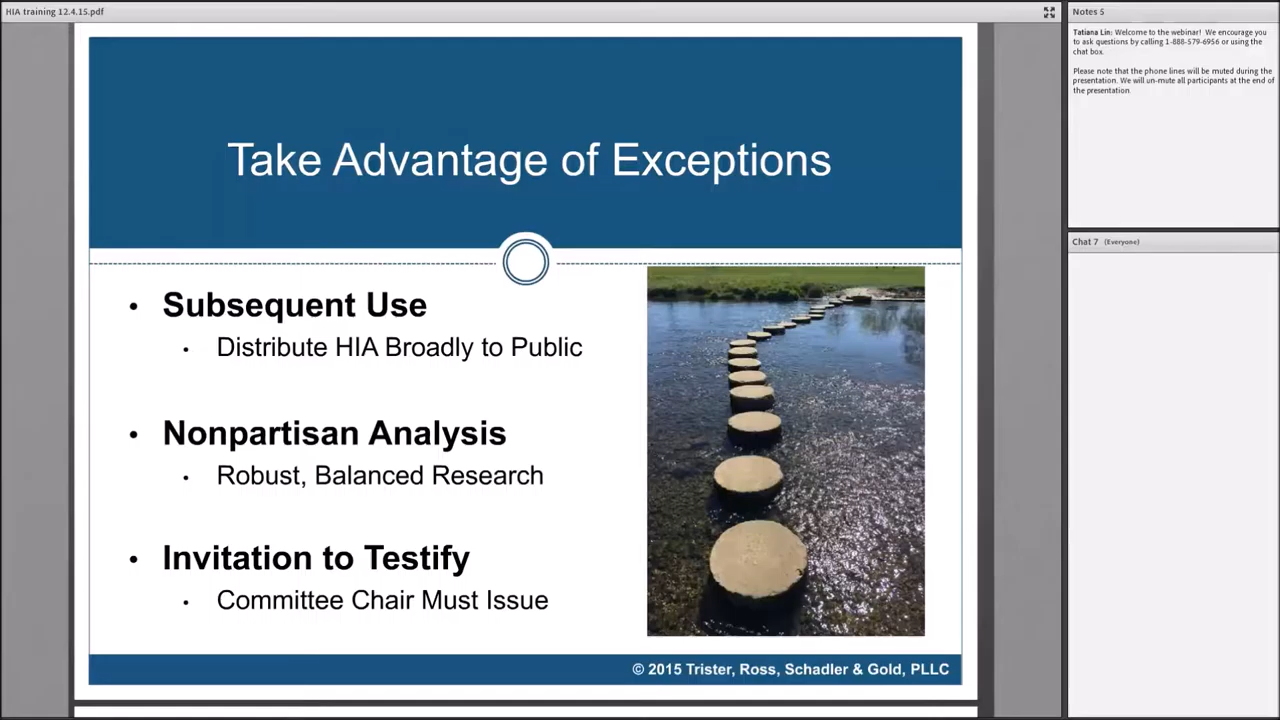 HIA training 12.4.15.pdf
Take Advantage of Exceptions
• Subsequent Use
• Distribute HIA Broadly to Public
• Nonpartisan Analysis
• Robust, Balanced Research
• Invitation to Testify
• Committee Chair Must Issue
© 2015 Trister, Ross, Schadler & Gold, PLLC
Notes 5
Tatiana Lin: Welcome to the webinar! We encourage you
to ask questions by calling 1-888-579-6956 or using the
chat box.
Please note that the phone lines will be muted during the
presentation. We will un-mute all participants at the end of
the presentation
Chat 7 (Everyone)